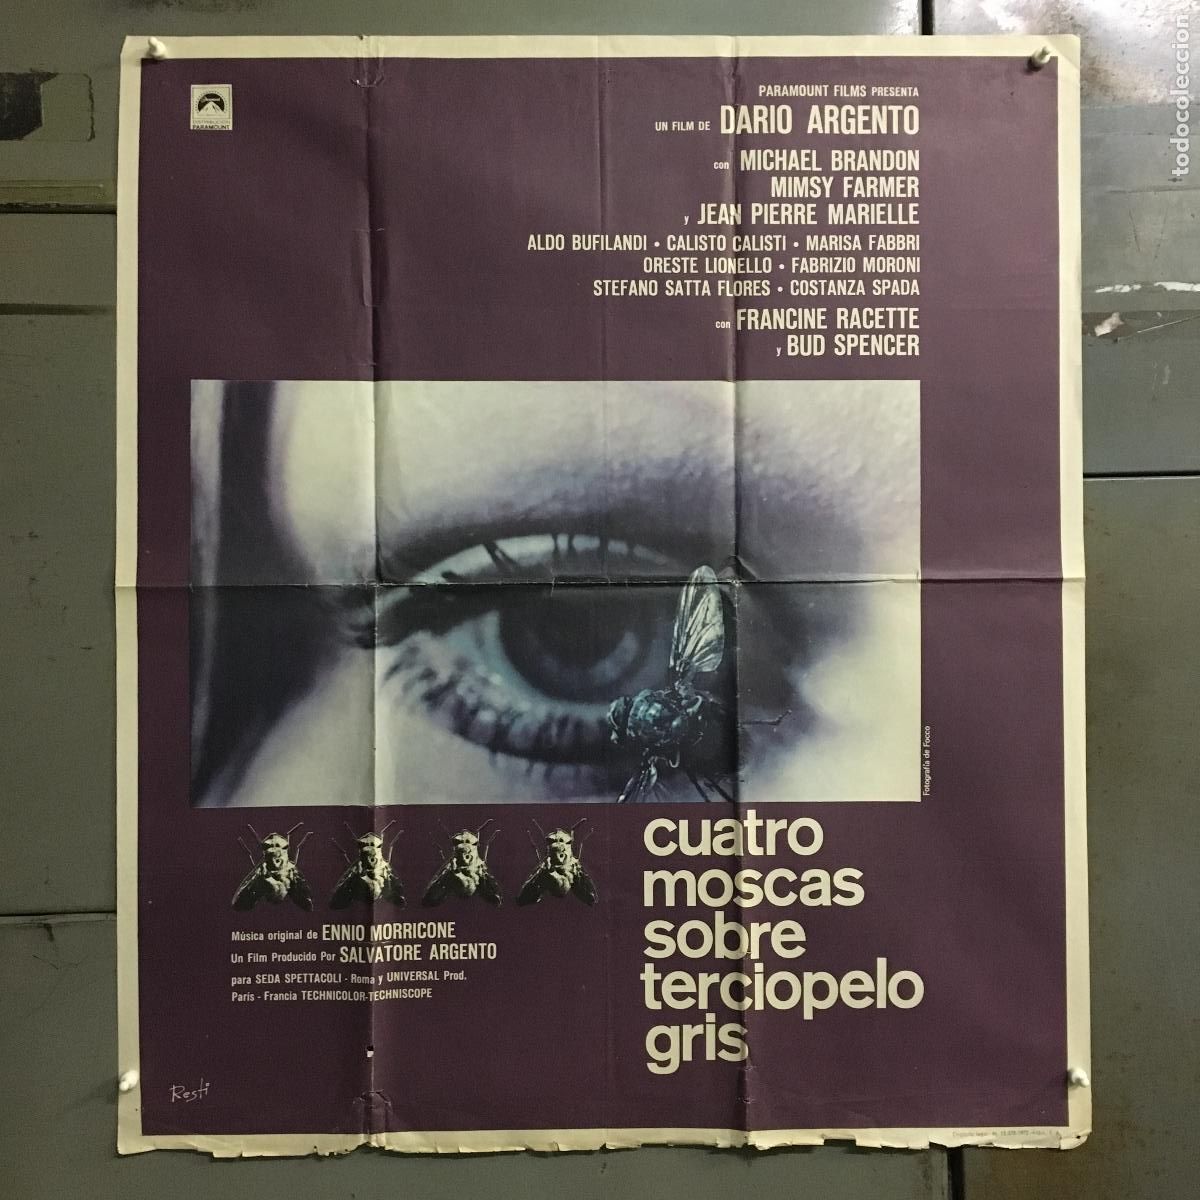 DISTRIBUCION
PARAMOUNT
PARAMOUNT FILMS PRESENTA
UN FILM DE DARIO ARGENTO
con MICHAEL BRANDON
MIMSY FARMER
y JEAN PIERRE MARIELLE
ALDO BUFILANDI • CALISTO CALISTI • MARISA FABBRI
ORESTE LIONELLO • FABRIZIO MORONI
STEFANO SATTA FLORES • COSTANZA SPADA
con FRANCINE RACETTE
y BUD SPENCER
Fotografía de Focco
cuatro
moscas
sobre
terciopelo
gris
Música original de ENNIO MORRICONE
Un Film Producido Por SALVATORE ARGENTO
para SEDA SPETTACOLI - Roma y UNIVERSAL Prod.
París - Francia TECHNICOLOR-TECHNISCOPE
Resti
todocoleccion